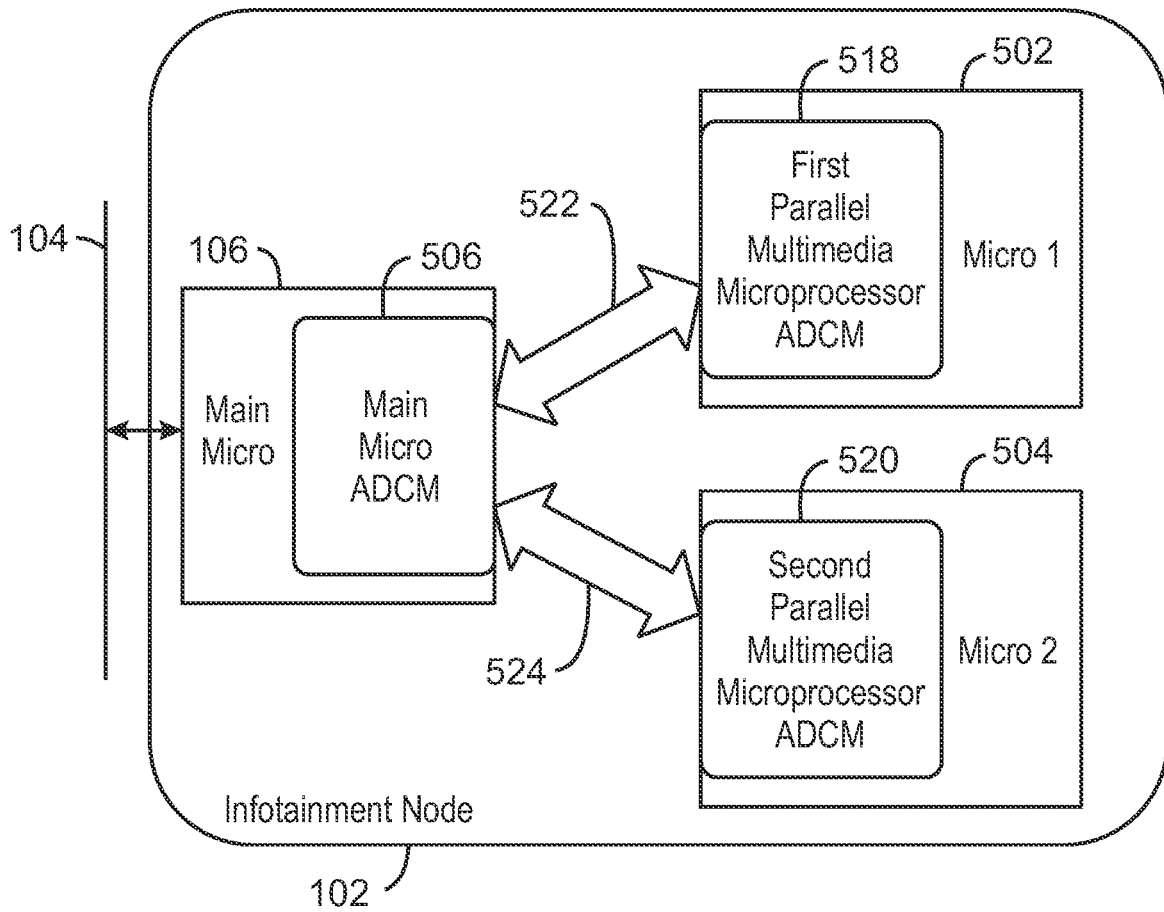 518
502
First
Parallel
Multimedia
Microprocessor
ADCM
Micro 1
522
104
106
506
Main
Micro
Main
Micro
ADCM
520
504
Second
Parallel
Multimedia
Microprocessor
ADCM
Micro 2
524
Infotainment Node
102